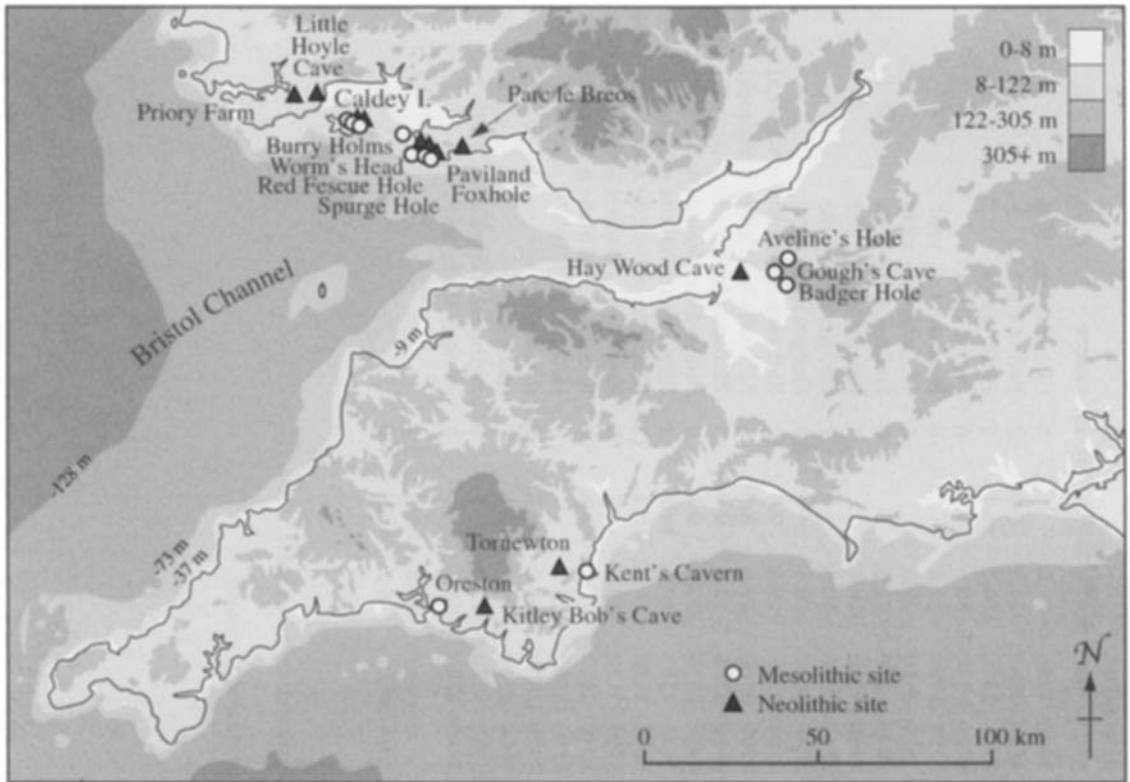 Little
Hoyle
Cave
Priory Farm
Caldey I.
Parc le Breos
Burry Holms
Worm's Head
Red Fescue Hole
Spurge Hole
Paviland
Foxhole
0-8 m
8-122 m
122-305 m
305+ m
Aveline's Hole
Hay Wood Cave
Gough's Cave
Badger Hole
Bristol Channel
-9 m
-128 m
-73 m
-37 m
Tornewton
Kent's Cavern
Oreston
Kitley Bob's Cave
N
Mesolithic site
Neolithic site
0 50 100 km